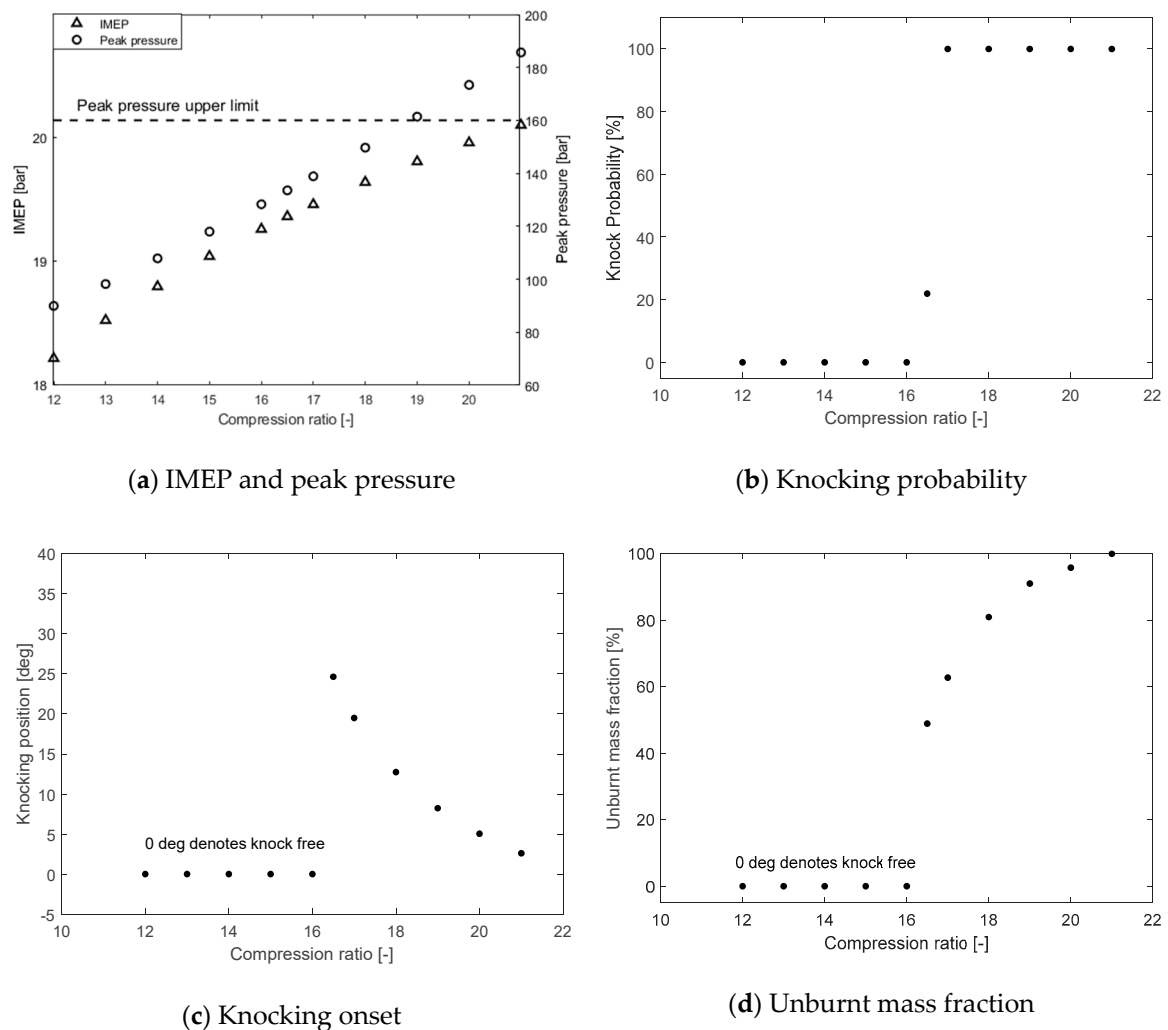 IMEP
Peak pressure
Peak pressure upper limit
IMEP [bar]
20
19
18
200
180
160
140
120
100
80
60
Peak pressure [bar]
12 13 14 15 16 17 18 19 20
Compression ratio [-]
(a) IMEP and peak pressure
Knock Probability [%]
100
80
60
40
20
0
10 12 14 16 18 20 22
Compression ratio [-]
(b) Knocking probability
Knocking position [deg]
40
35
30
25
20
15
10
5
0
-5
0 deg denotes knock free
10 12 14 16 18 20 22
Compression ratio [-]
(c) Knocking onset
Unburnt mass fraction [%]
100
80
60
40
20
0
0 deg denotes knock free
10 12 14 16 18 20 22
Compression ratio [-]
(d) Unburnt mass fraction